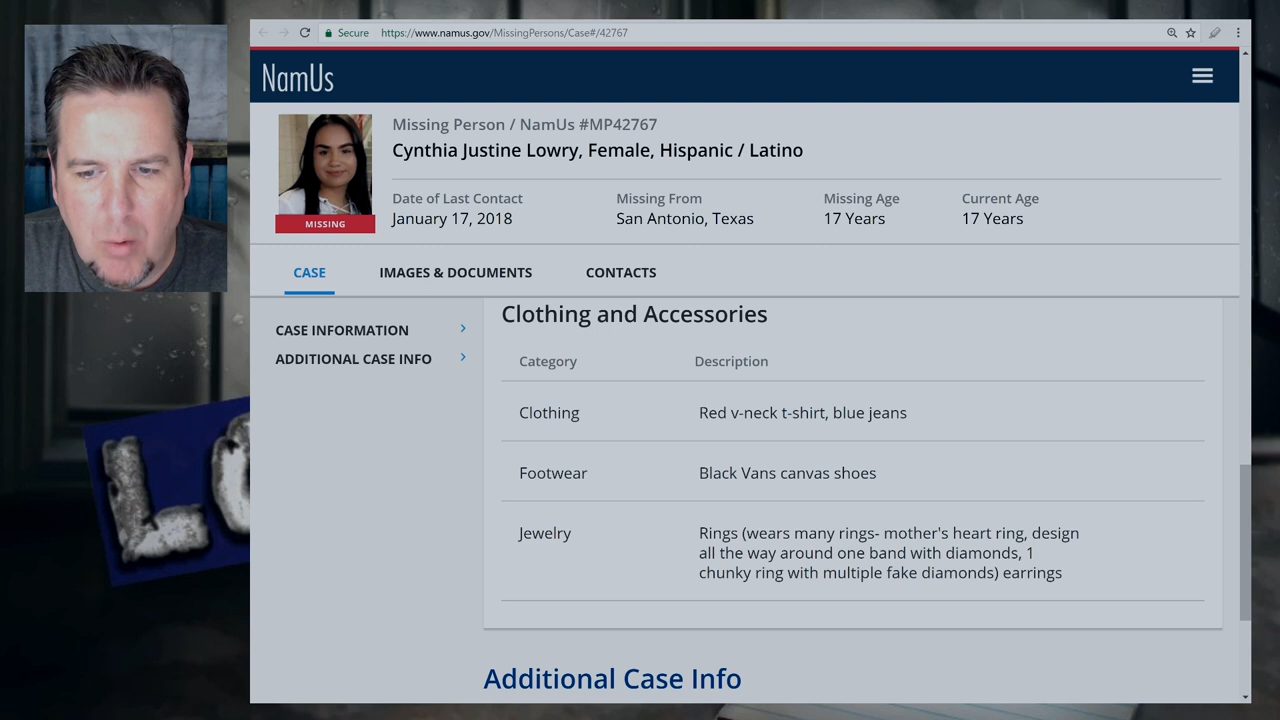 Secure https://www.namus.gov/MissingPersons/Case#/42767
NamUs
Missing Person / NamUs #MP42767
Cynthia Justine Lowry, Female, Hispanic / Latino
Date of Last Contact Missing From Missing Age Current Age
January 17, 2018 San Antonio, Texas 17 Years 17 Years
MISSING
CASE IMAGES & DOCUMENTS CONTACTS
CASE INFORMATION
ADDITIONAL CASE INFO
Clothing and Accessories
Category Description
Clothing Red v-neck t-shirt, blue jeans
Footwear Black Vans canvas shoes
Jewelry Rings (wears many rings- mother's heart ring, design
all the way around one band with diamonds, 1
chunky ring with multiple fake diamonds) earrings
Additional Case Info
LO